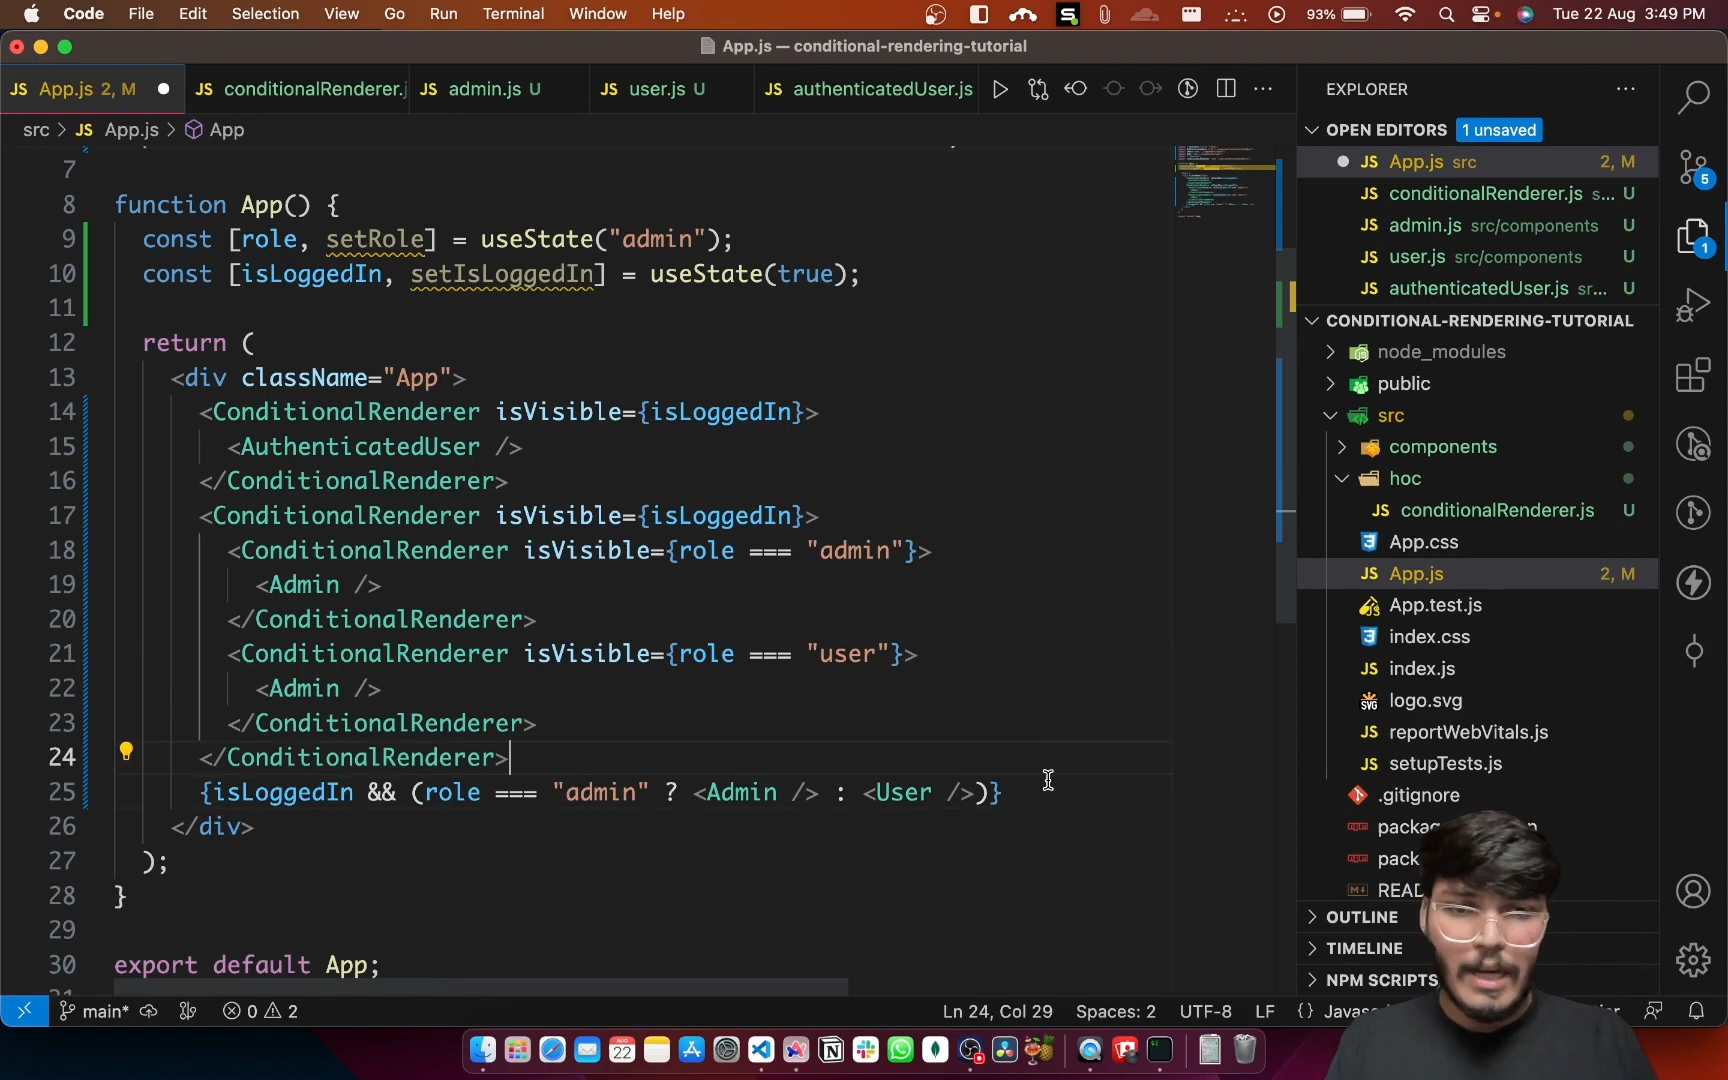 Code File Edit Selection View Go Run Terminal Window Help 93% Tue 22 Aug 3:49 PM
App.js — conditional-rendering-tutorial
JS App.js 2, M JS conditionalRenderer.j JS admin.js U JS user.js U JS authenticatedUser.js
src > JS App.js > App
7
8 function App() {
9 const [role, setRole] = useState("admin");
10 const [isLoggedIn, setIsLoggedIn] = useState(true);
11
12 return (
13 <div className="App">
14 <ConditionalRenderer isVisible={isLoggedIn}>
15 <AuthenticatedUser />
16 </ConditionalRenderer>
17 <ConditionalRenderer isVisible={isLoggedIn}>
18 <ConditionalRenderer isVisible={role === "admin"}>
19 <Admin />
20 </ConditionalRenderer>
21 <ConditionalRenderer isVisible={role === "user"}>
22 <Admin />
23 </ConditionalRenderer>
24 </ConditionalRenderer>
25 {isLoggedIn && (role === "admin" ? <Admin /> : <User />)}
26 </div>
27 );
28 }
29
30 export default App;
EXPLORER
OPEN EDITORS 1 unsaved
JS App.js src 2, M
JS conditionalRenderer.js s... U
JS admin.js src/components U
JS user.js src/components U
JS authenticatedUser.js sr... U
CONDITIONAL-RENDERING-TUTORIAL
node_modules
public
src
components
hoc
JS conditionalRenderer.js U
App.css
JS App.js 2, M
App.test.js
index.css
JS index.js
SVG logo.svg
JS reportWebVitals.js
JS setupTests.js
.gitignore
packa
pack
READ
OUTLINE
TIMELINE
NPM SCRIPTS
5
1
main* 0 2 Ln 24, Col 29 Spaces: 2 UTF-8 LF {} Javas
AUG
22